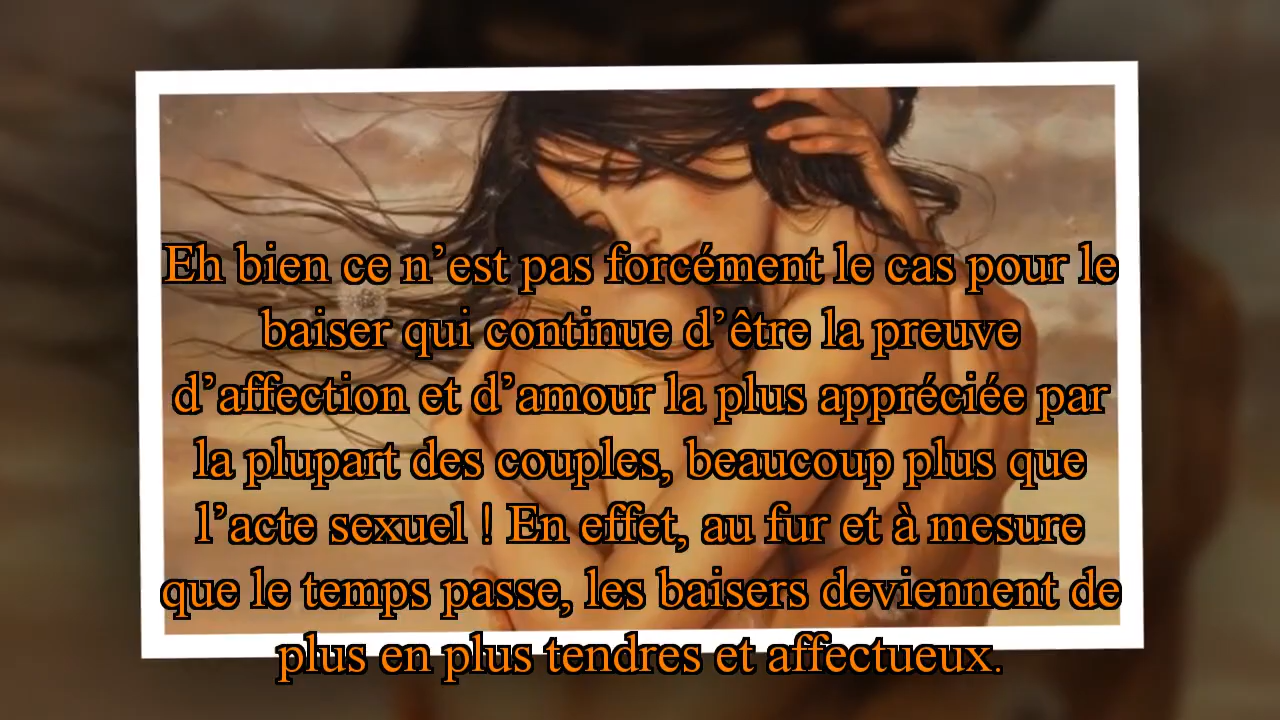 Eh bien ce n’est pas forcément le cas pour le
baiser qui continue d’être la preuve
d’affection et d’amour la plus appréciée par
la plupart des couples, beaucoup plus que
l’acte sexuel ! En effet, au fur et à mesure
que le temps passe, les baisers deviennent de
plus en plus tendres et affectueux.